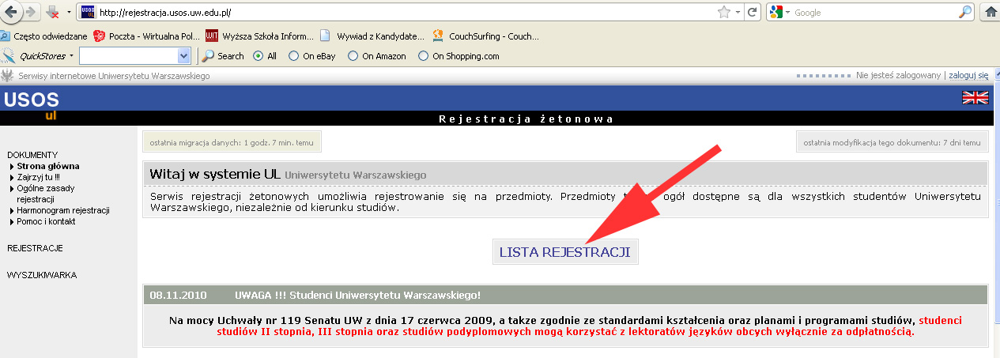 http://rejestracja.usos.uw.edu.pl/
Google
Często odwiedzane Poczta - Wirtualna Pol... WIT Wyższa Szkoła Inform... Wywiad z Kandydate... CouchSurfing - Couch...
QuickStores Search All On eBay On Amazon On Shopping.com
Serwisy internetowe Uniwersytetu Warszawskiego
Nie jesteś zalogowany | zaloguj się
USOS
ul
Rejestracja żetonowa
DOKUMENTY
Strona główna
Zajrzyj tu !!!
Ogólne zasady
rejestracji
Harmonogram rejestracji
Pomoc i kontakt
REJESTRACJE
WYSZUKIWARKA
ostatnia migracja danych: 1 godz. 7 min. temu
ostatnia modyfikacja tego dokumentu: 7 dni temu
Witaj w systemie UL Uniwersytetu Warszawskiego
Serwis rejestracji żetonowych umożliwia rejestrowanie się na przedmioty. Przedmioty ogół dostępne są dla wszystkich studentów Uniwersytetu
Warszawskiego, niezależnie od kierunku studiów.
LISTA REJESTRACJI
08.11.2010 UWAGA !!! Studenci Uniwersytetu Warszawskiego!
Na mocy Uchwały nr 119 Senatu UW z dnia 17 czerwca 2009, a takze zgodnie ze standardami kształcenia oraz planami i programami studiów, studenci
studiów II stopnia, III stopnia oraz studiów podyplomowych mogą korzystać z lektoratów języków obcych wyłącznie za odpłatnością.